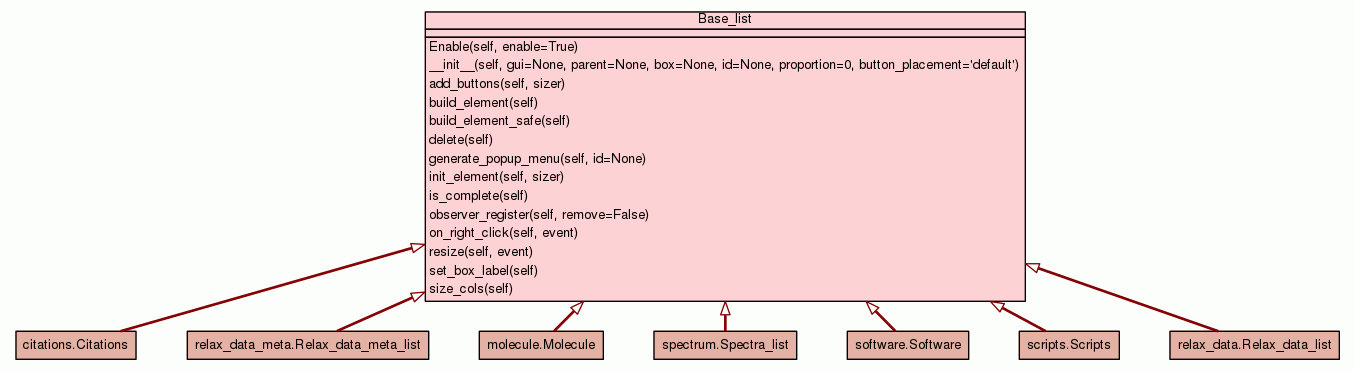 Base_list
Enable(self, enable=True)
__init__(self, gui=None, parent=None, box=None, id=None, proportion=0, button_placement='default')
add_buttons(self, sizer)
build_element(self)
build_element_safe(self)
delete(self)
generate_popup_menu(self, id=None)
init_element(self, sizer)
is_complete(self)
observer_register(self, remove=False)
on_right_click(self, event)
resize(self, event)
set_box_label(self)
size_cols(self)
citations.Citations
relax_data_meta.Relax_data_meta_list
molecule.Molecule
spectrum.Spectra_list
software.Software
scripts.Scripts
relax_data.Relax_data_list